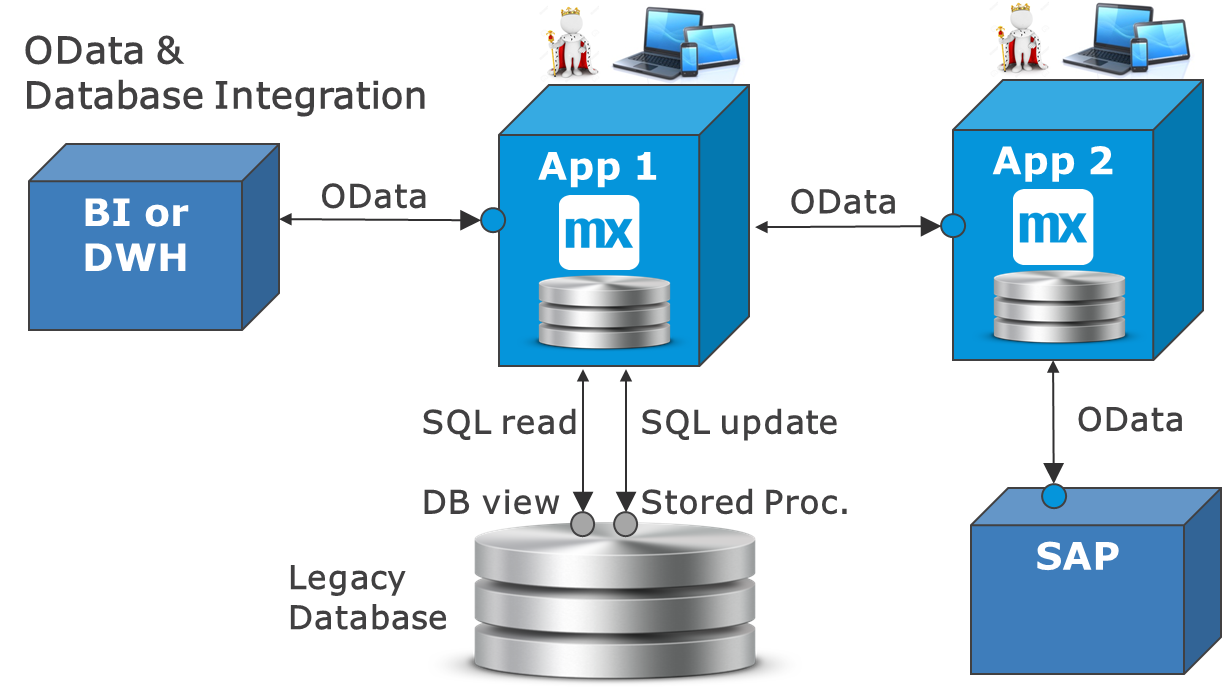 OData &
Database Integration
BI or
DWH
OData
App 1
mx
OData
App 2
mx
SQL read
SQL update
OData
DB view
Stored Proc.
Legacy
Database
SAP